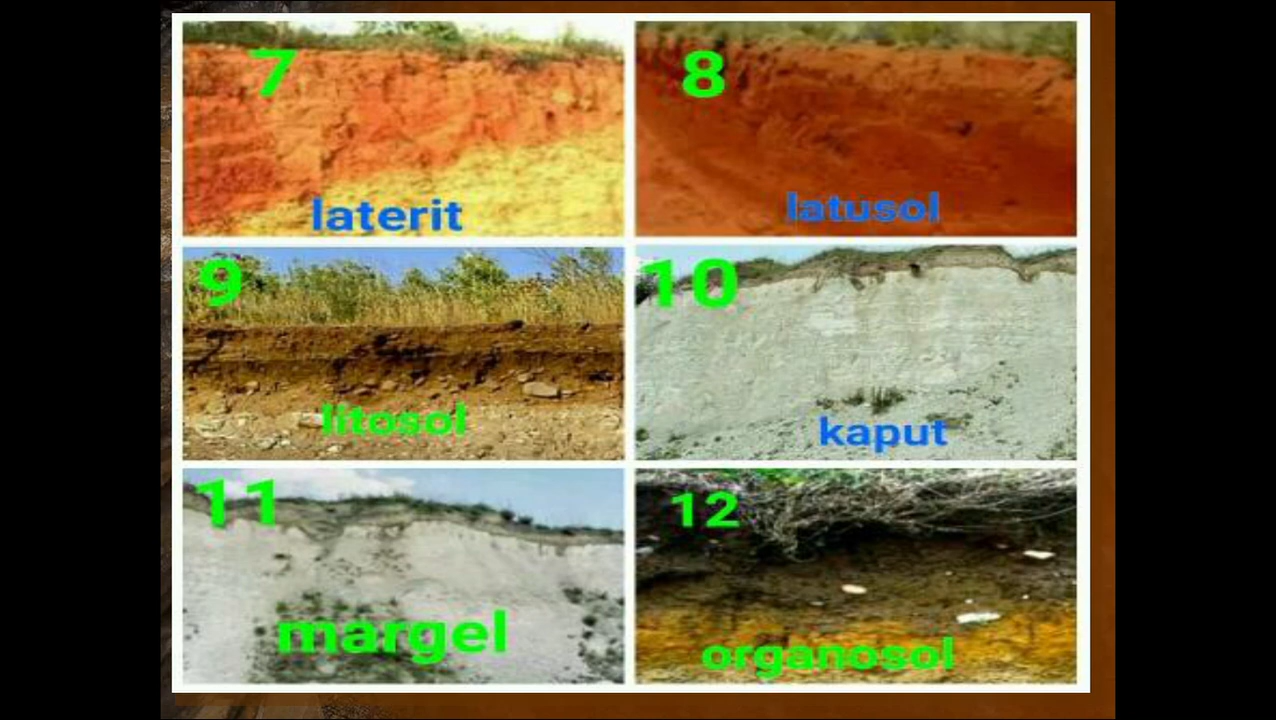 7
laterit
8
latusol
9
litosol
10
kaput
11
margel
12
organosol